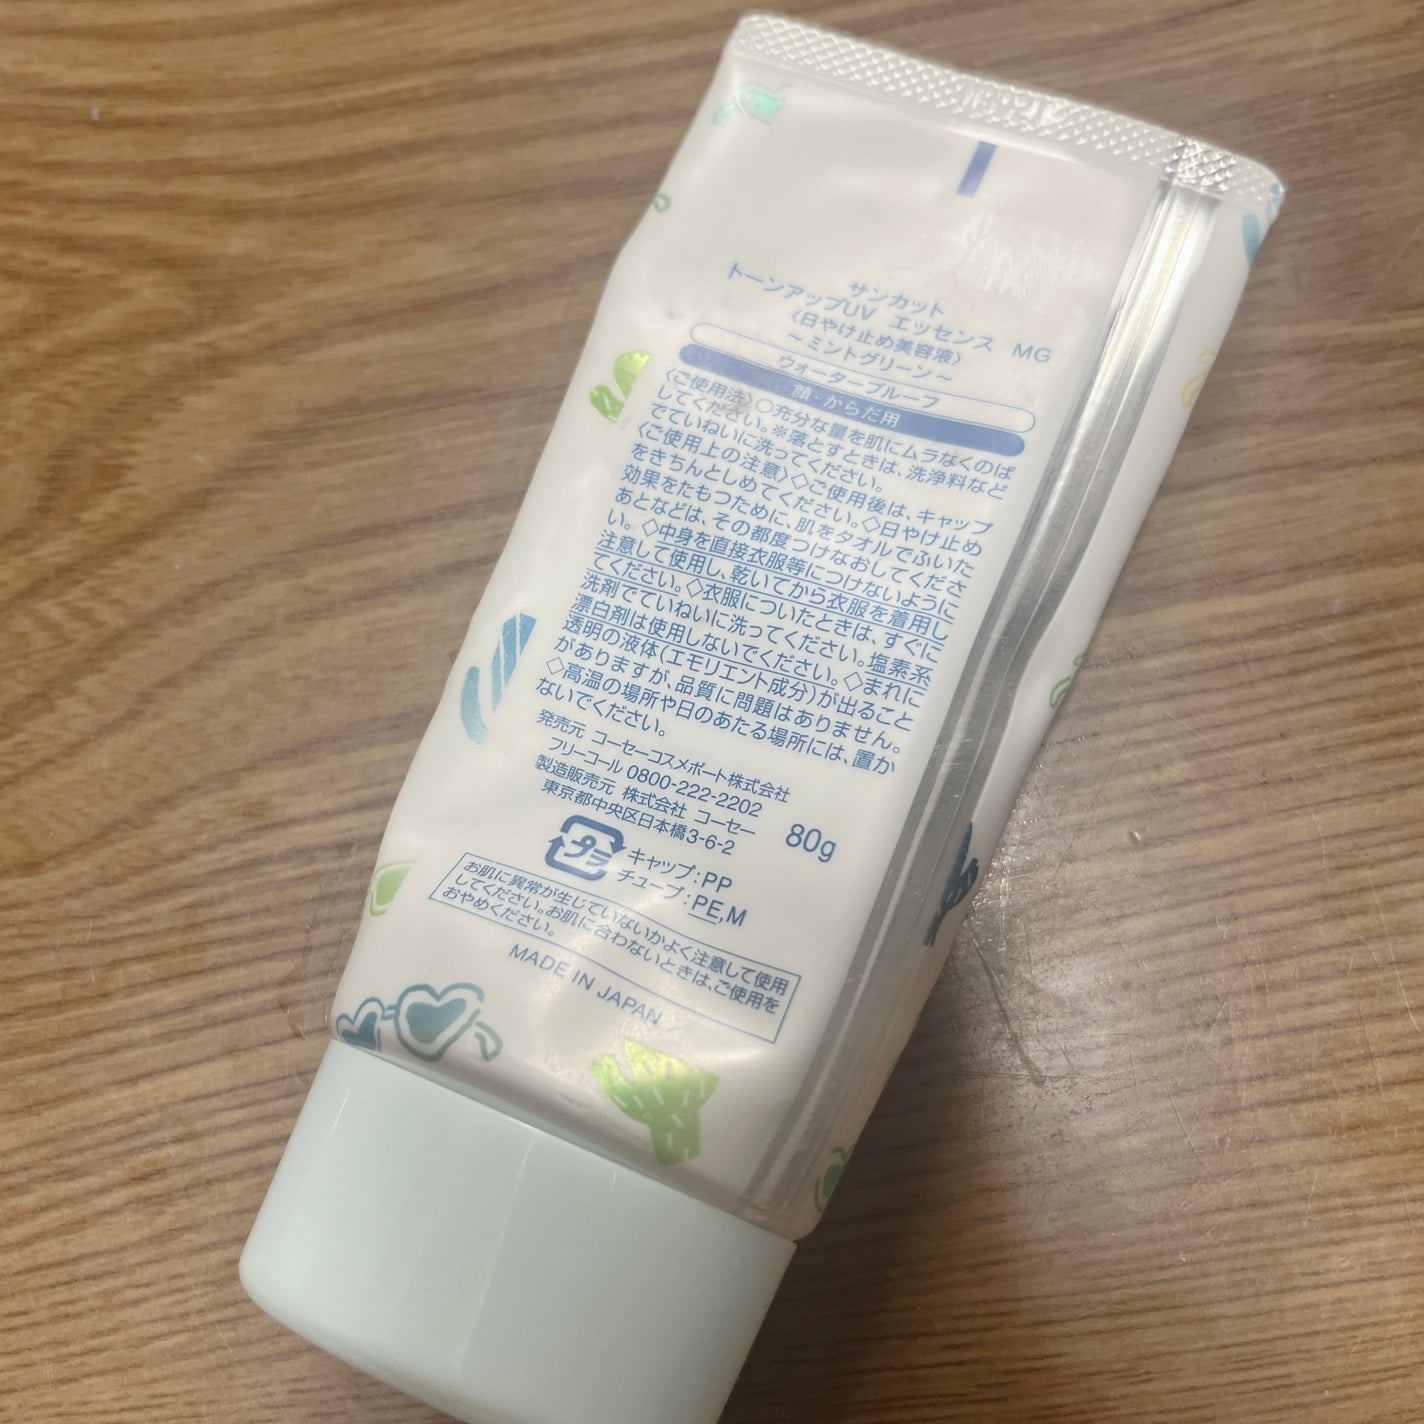 サンカット
トーンアップUV エッセンス MG
〈日やけ止め美容液〉
～ミントグリーン～
ウォータープルーフ
顔・からだ用
〈ご使用法〉○充分な量を肌にムラなくのば
してください。※落とすときは、洗浄料など
でていねいに洗ってください。
〈ご使用上の注意〉◇ご使用後は、キャップ
をきちんとしめてください。◇日やけ止め
効果をたもつために、肌をタオルでふいた
あとなどは、その都度つけなおしてくださ
い。◇中身を直接衣服等につけないように
注意して使用し、乾いてから衣服を着用し
てください。◇衣服についたときは、すぐに
洗剤でていねいに洗ってください。塩素系
漂白剤は使用しないでください。◇まれに
透明の液体(エモリエント成分)が出ること
がありますが、品質に問題はありません。
◇高温の場所や日のあたる場所には、置か
ないでください。
発売元 コーセーコスメポート株式会社
フリーコール 0800-222-2202
製造販売元 株式会社 コーセー
東京都中央区日本橋3-6-2
80g
プラ
キャップ:PP
チューブ:PE,M
お肌に異常が生じていないかよく注意して使用
してください。お肌に合わないときは、ご使用を
おやめください。
MADE IN JAPAN